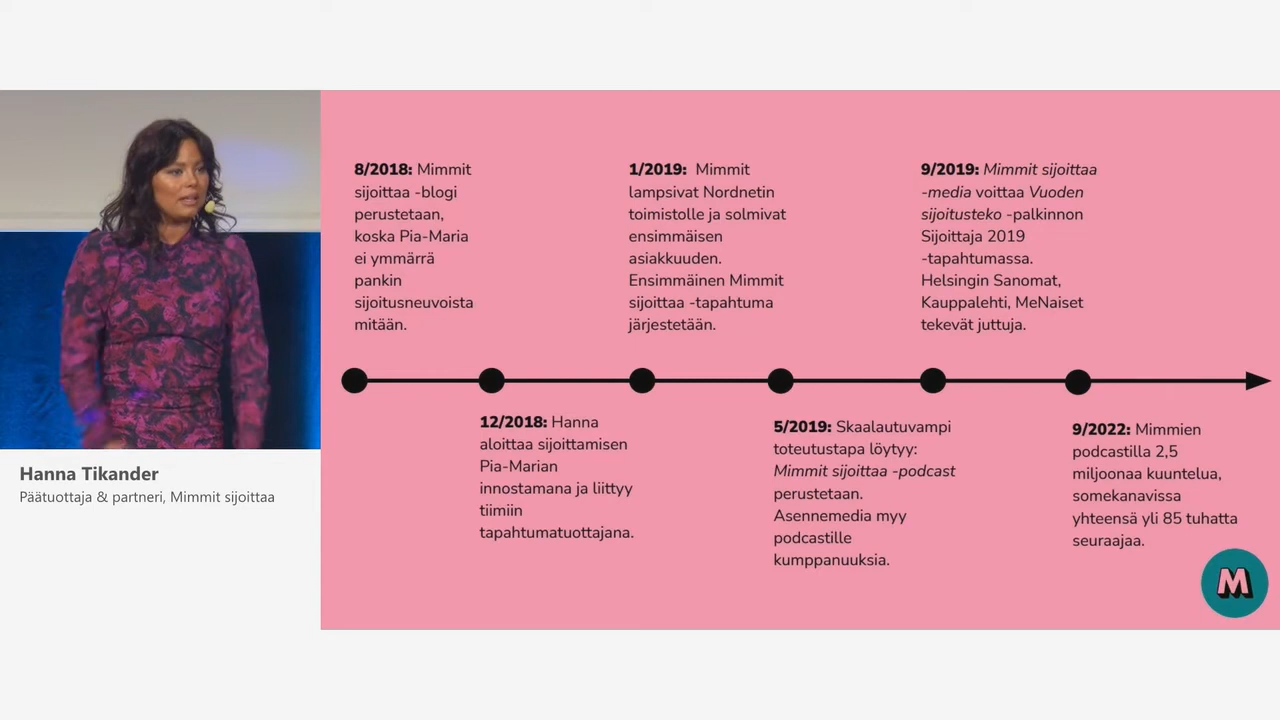 8/2018: Mimmit
sijoittaa -blogi
perustetaan,
koska Pia-Maria
ei ymmärrä
pankin
sijoitusneuvoista
mitään.
1/2019: Mimmit
lampsivat Nordnetin
toimistolle ja solmivat
ensimmäisen
asiakkuuden.
Ensimmäinen Mimmit
sijoittaa -tapahtuma
järjestetään.
9/2019: Mimmit sijoittaa
-media voittaa Vuoden
sijoitusteko -palkinnon
Sijoittaja 2019
-tapahtumassa.
Helsingin Sanomat,
Kauppalehti, MeNaiset
tekevät juttuja.
12/2018: Hanna
aloittaa sijoittamisen
Pia-Marian
innostamana ja liittyy
tiimiin
tapahtumatuottajana.
5/2019: Skaalautuvampi
toteutustapa löytyy:
Mimmit sijoittaa -podcast
perustetaan.
Asennemedia myy
podcastille
kumppanuuksia.
9/2022: Mimmien
podcastilla 2,5
miljoonaa kuuntelua,
somekanavissa
yhteensä yli 85 tuhatta
seuraajaa.
M
Hanna Tikander
Päätuottaja & partneri, Mimmit sijoittaa